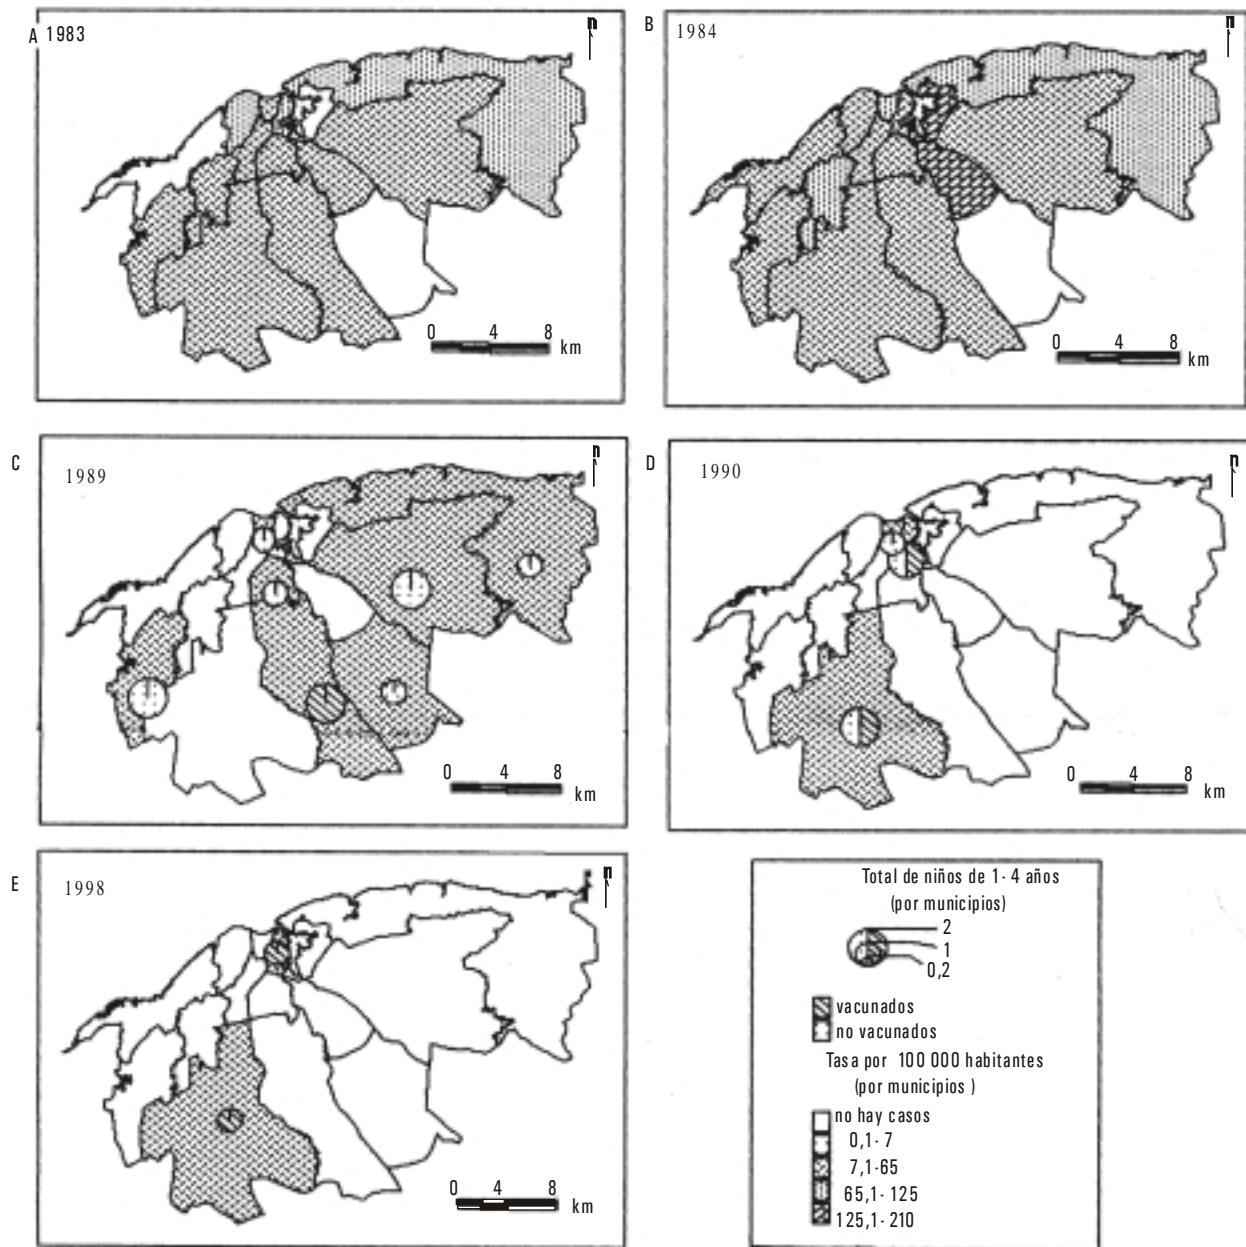 A 1983
n
0 4 8
km
B 1984
n
0 4 8
km
C 1989
n
0 4 8
km
D 1990
n
0 4 8
km
E 1998
n
0 4 8
km
Total de niños de 1-4 años
(por municipios)
2
1
0,2
vacunados
no vacunados
Tasa por 100 000 habitantes
(por municipios )
no hay casos
0,1-7
7,1-65
65,1-125
125,1-210